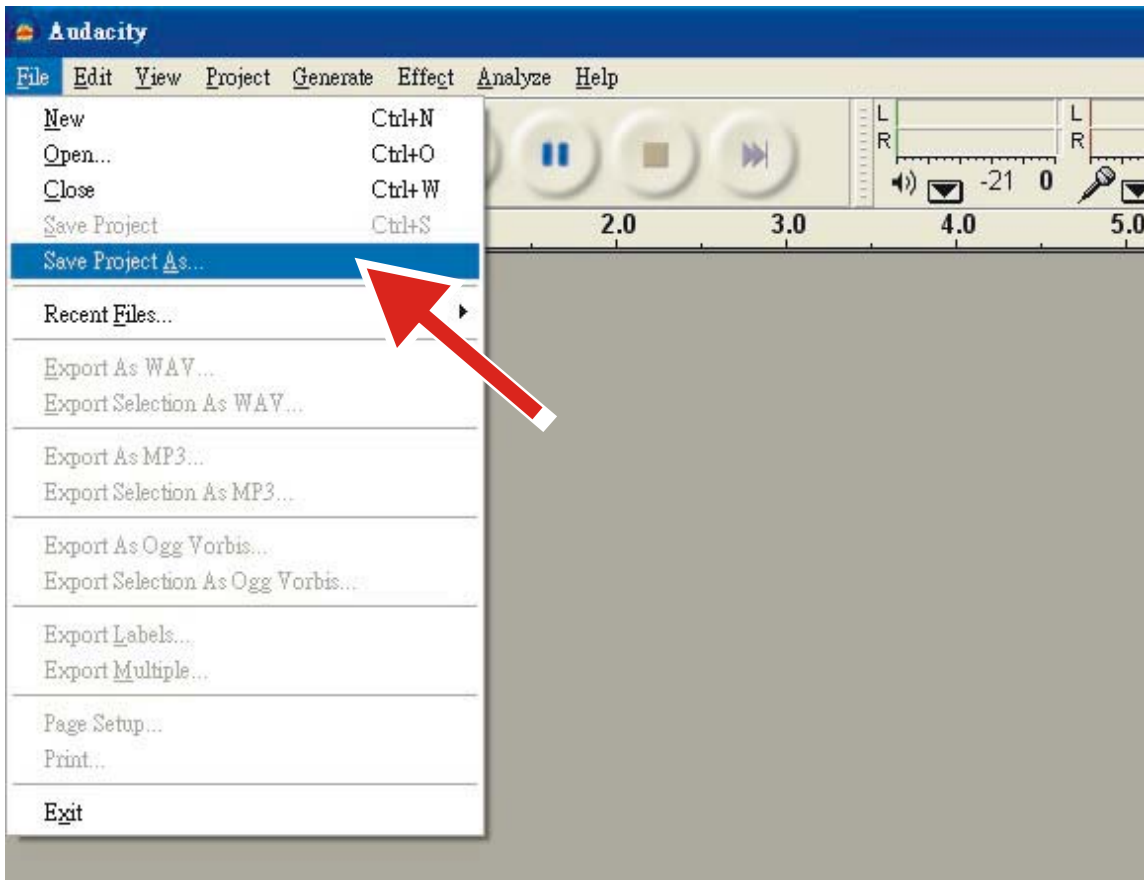 Audacity
File Edit View Project Generate Effect Analyze Help
New Ctrl+N
Open... Ctrl+O
Close Ctrl+W
Save Project Ctrl+S
Save Project As...
Recent Files...
Export As WAV...
Export Selection As WAV...
Export As MP3...
Export Selection As MP3...
Export As Ogg Vorbis...
Export Selection As Ogg Vorbis...
Export Labels...
Export Multiple...
Page Setup...
Print...
Exit
L L
R R
-21 0
2.0 3.0 4.0 5.0